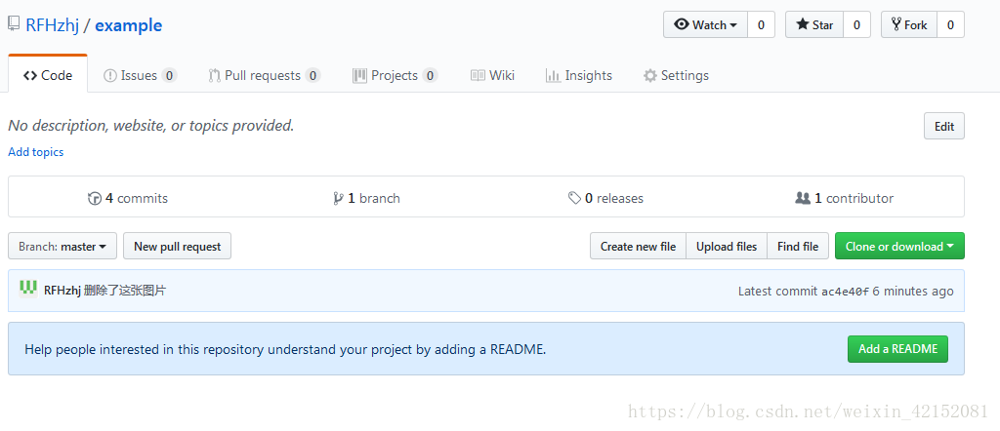 RFHzhj / example Watch 0 Star 0 Fork 0
Code Issues 0 Pull requests 0 Projects 0 Wiki Insights Settings
No description, website, or topics provided. Edit
Add topics
4 commits 1 branch 0 releases 1 contributor
Branch: master New pull request Create new file Upload files Find file Clone or download
RFHzhj 删除了这张图片 Latest commit ac4e40f 6 minutes ago
Help people interested in this repository understand your project by adding a README. Add a README
https://blog.csdn.net/weixin_42152081